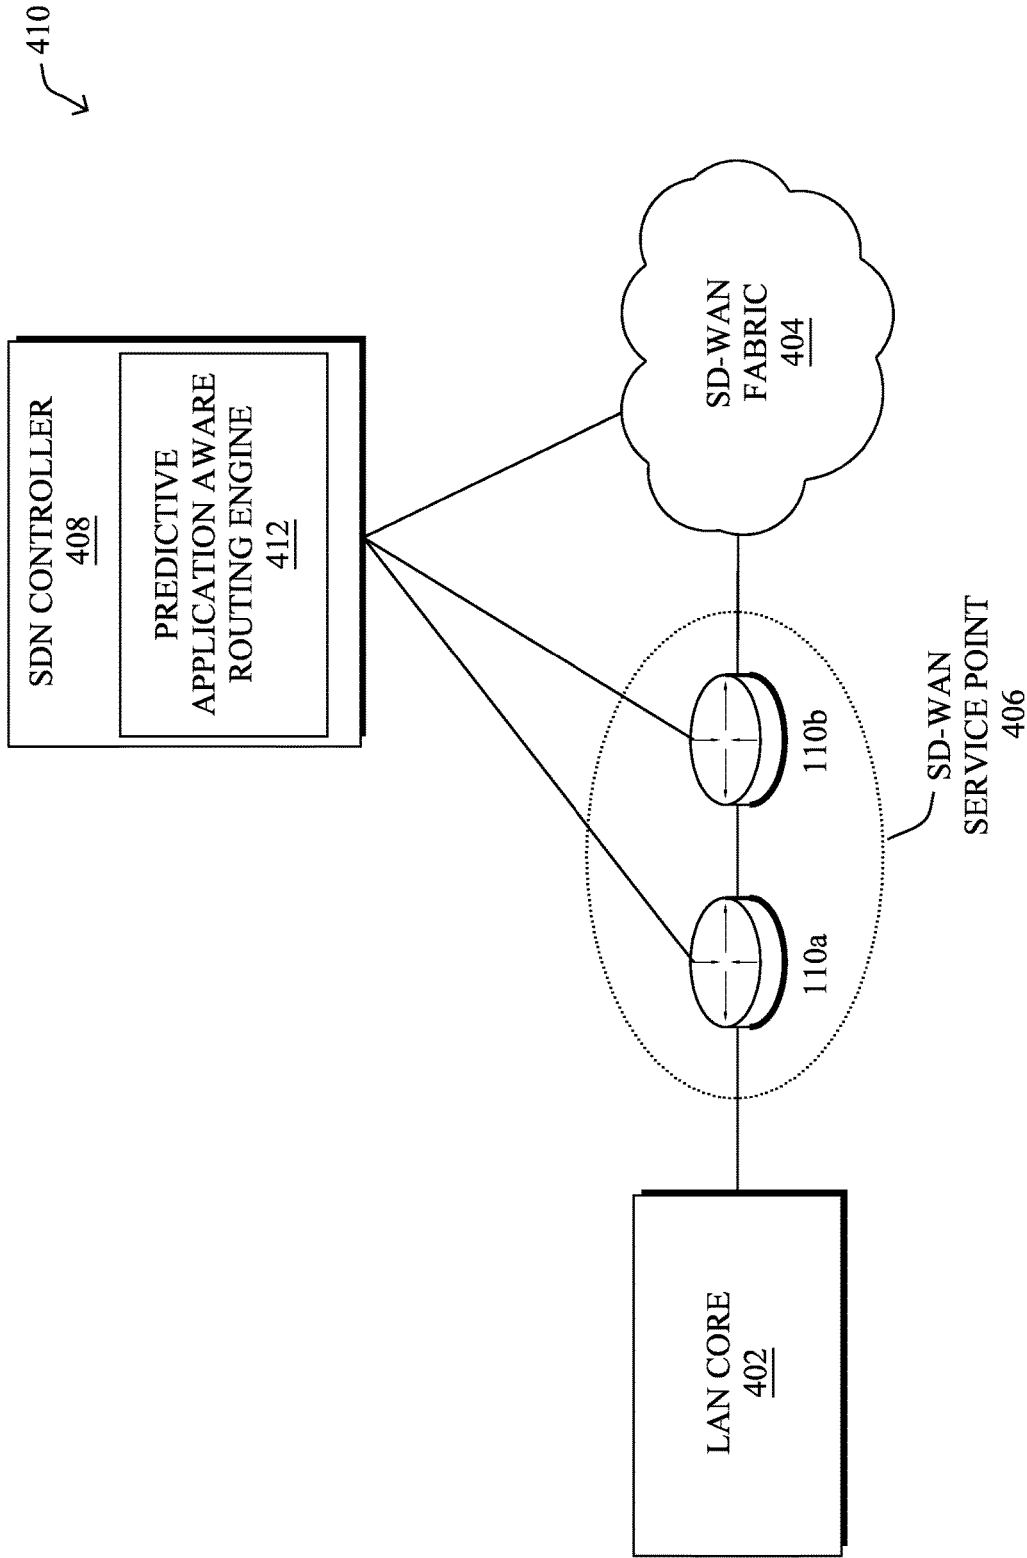 410
SDN CONTROLLER
408
PREDICTIVE
APPLICATION AWARE
ROUTING ENGINE
412
SD-WAN
FABRIC
404
110a
110b
LAN CORE
402
SD-WAN
SERVICE POINT
406